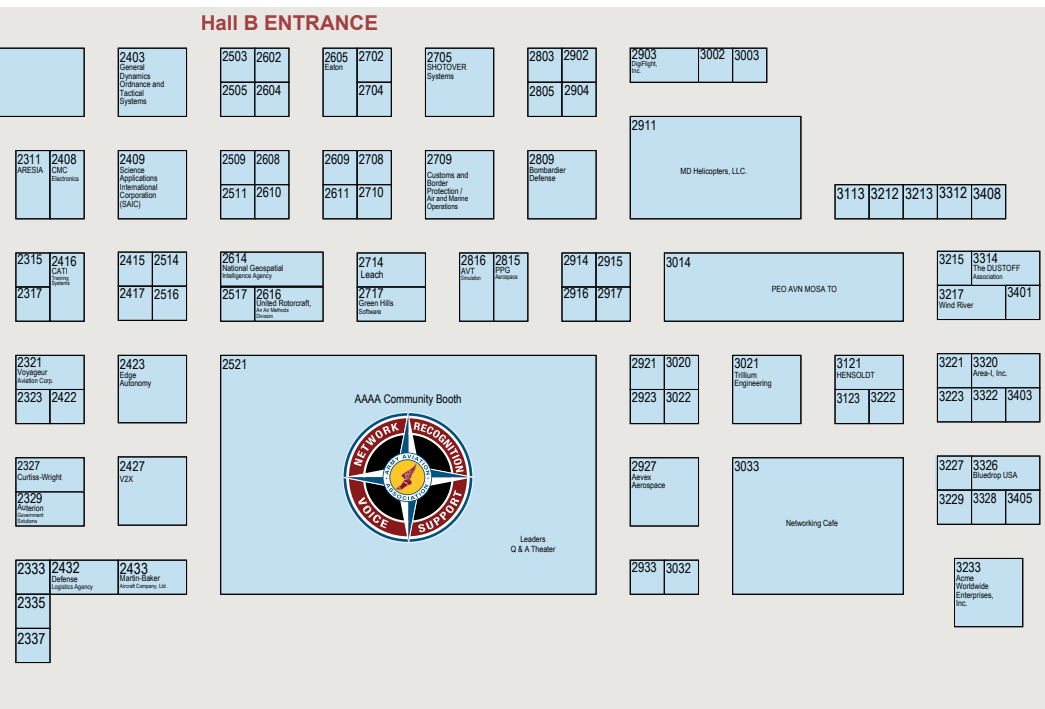 Hall B ENTRANCE
2403
General
Dynamics
Ordnance and
Tactical
Systems
2503 2602
2505 2604
2605
Eaton
2702
2704
2705
SHOTOVER
Systems
2803 2902
2805 2904
2903
DigiFlight,
Inc.
3002 3003
2911
MD Helicopters, LLC.
2311
ARESIA
2408
CMC
Electronics
2409
Science
Applications
International
Corporation
(SAIC)
2509 2608
2511 2610
2609 2708
2611 2710
2709
Customs and
Border
Protection /
Air and Marine
Operations
2809
Bombardier
Defense
3113 3212 3213 3312 3408
2315
2317
2416
CATI
Training
Systems
2415 2514
2417 2516
2614
National Geospatial
Intelligence Agency
2517
2616
United Rotorcraft,
An Air Methods
Division
2714
Leach
2717
Green Hills
Software
2816
AVT
Simulation
2815
PPG
Aerospace
2914 2915
2916 2917
3014
PEO AVN MOSA TO
3215
3314
The DUSTOFF
Association
3217
Wind River
3401
2321
Voyageur
Aviation Corp.
2323 2422
2423
Edge
Autonomy
2521
AAAA Community Booth
NETWORK RECOGNITION
VOICE SUPPORT
ARMY AVIATION
ASSOCIATION
Leaders
Q & A Theater
2921 3020
2923 3022
3021
Trillium
Engineering
3121
HENSOLDT
3123 3222
3221
3320
Area-I, Inc.
3223 3322 3403
2327
Curtiss-Wright
2329
Auterion
Government
Solutions
2427
V2X
2927
Aevex
Aerospace
3033
Networking Cafe
3227
3326
Bluedrop USA
3229 3328 3405
2333
2432
Defense
Logistics Agency
2433
Martin-Baker
Aircraft Company, Ltd.
2335
2337
2933 3032
3233
Acme
Worldwide
Enterprises,
Inc.